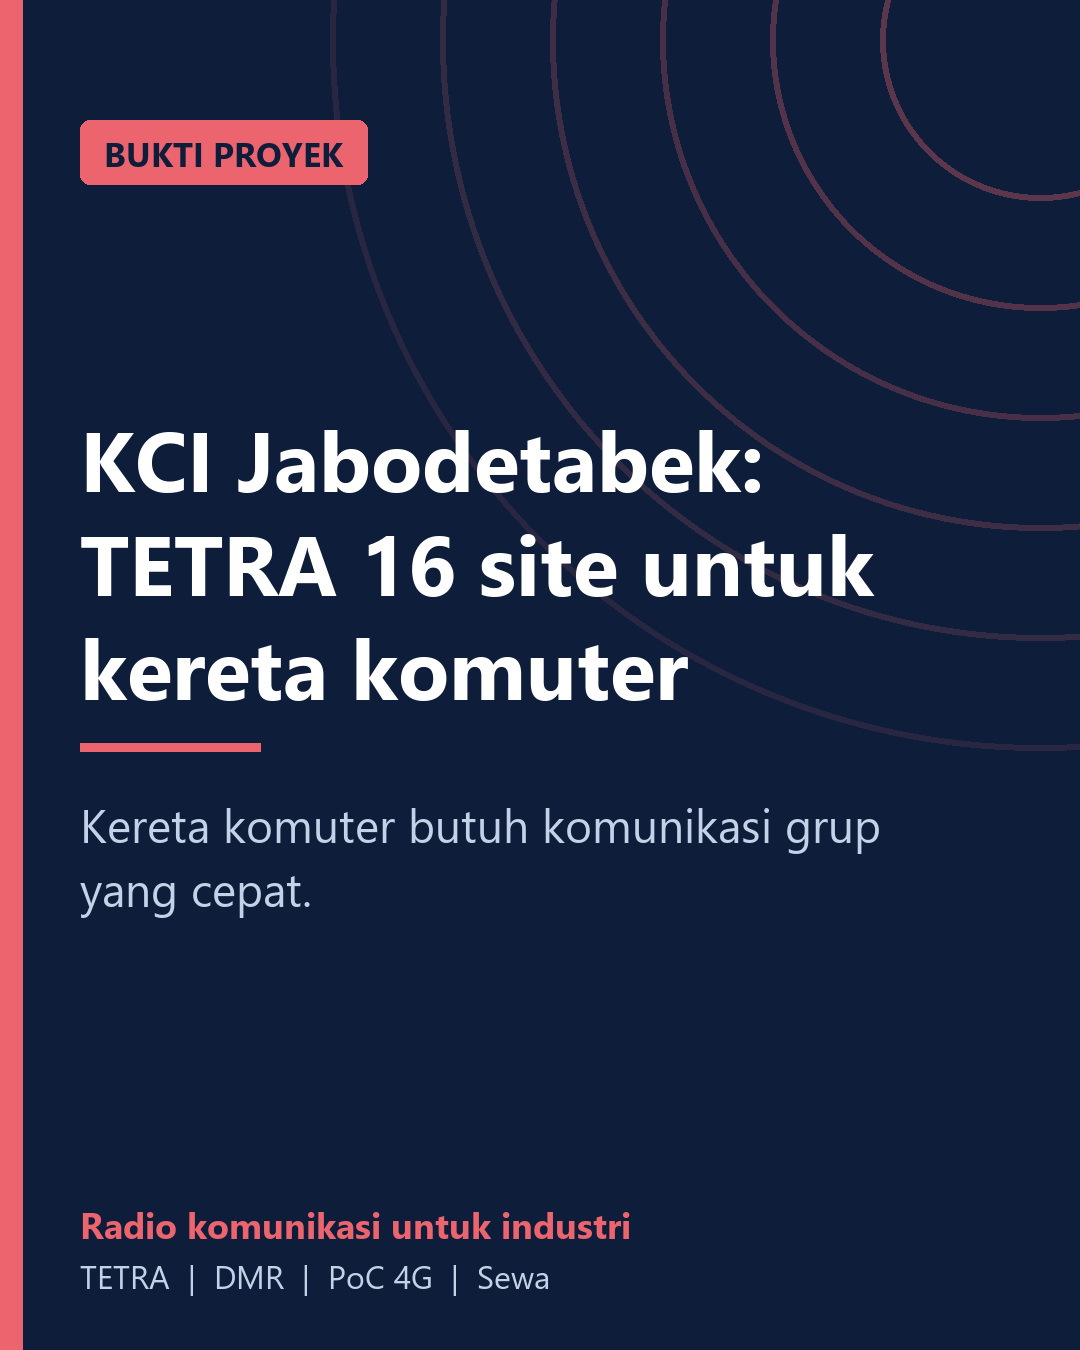 BUKTI PROYEK
KCI Jabodetabek:
TETRA 16 site untuk
kereta komuter
Kereta komuter butuh komunikasi grup
yang cepat.
Radio komunikasi untuk industri
TETRA | DMR | PoC 4G | Sewa